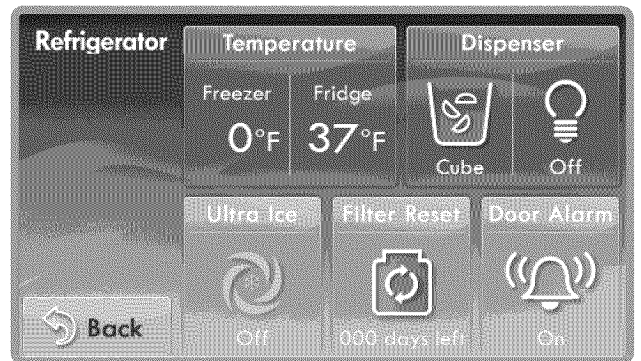 Refrigerator
Temperature
Dispenser
Freezer
Fridge
0°F
37°F
Cube
Off
Ultra Ice
Filter Reset
Door Alarm
Off
000 days left
On
Back